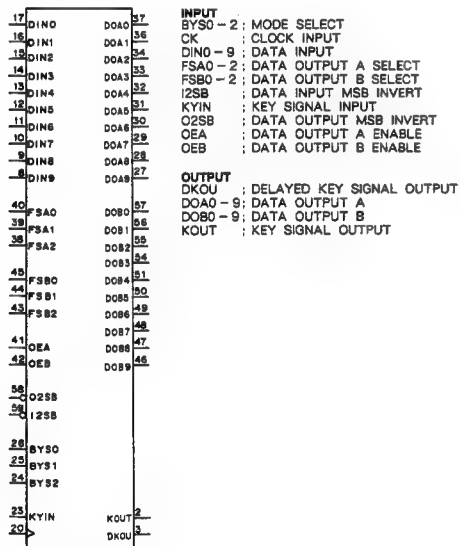 17 DIN0 DOA0 37
16 DIN1 DOA1 36
15 DIN2 DOA2 34
14 DIN3 DOA3 33
13 DIN4 DOA4 32
12 DIN5 DOA5 31
11 DIN6 DOA6 30
10 DIN7 DOA7 29
9 DIN8 DOA8 28
8 DIN9 DOA9 27
40 FSA0 DOB0 57
39 FSA1 DOB1 56
38 FSA2 DOB2 55
DOB3 54
45 FSB0 DOB4 51
44 FSB1 DOB5 50
43 FSB2 DOB6 49
DOB7 48
41 OEA DOB8 47
42 OEB DOB9 46
58 O2SB
59 I2SB
26 BYS0
25 BYS1
24 BYS2
23 KYIN KOUT 2
20 DKOU 3
INPUT
BYS0-2; MODE SELECT
CK ; CLOCK INPUT
DIN0-9; DATA INPUT
FSA0-2; DATA OUTPUT A SELECT
FSB0-2; DATA OUTPUT B SELECT
I2SB ; DATA INPUT MSB INVERT
KYIN ; KEY SIGNAL INPUT
O2SB ; DATA OUTPUT MSB INVERT
OEA ; DATA OUTPUT A ENABLE
OEB ; DATA OUTPUT B ENABLE
OUTPUT
DKOU ; DELAYED KEY SIGNAL OUTPUT
DOA0-9; DATA OUTPUT A
DOB0-9; DATA OUTPUT B
KOUT ; KEY SIGNAL OUTPUT